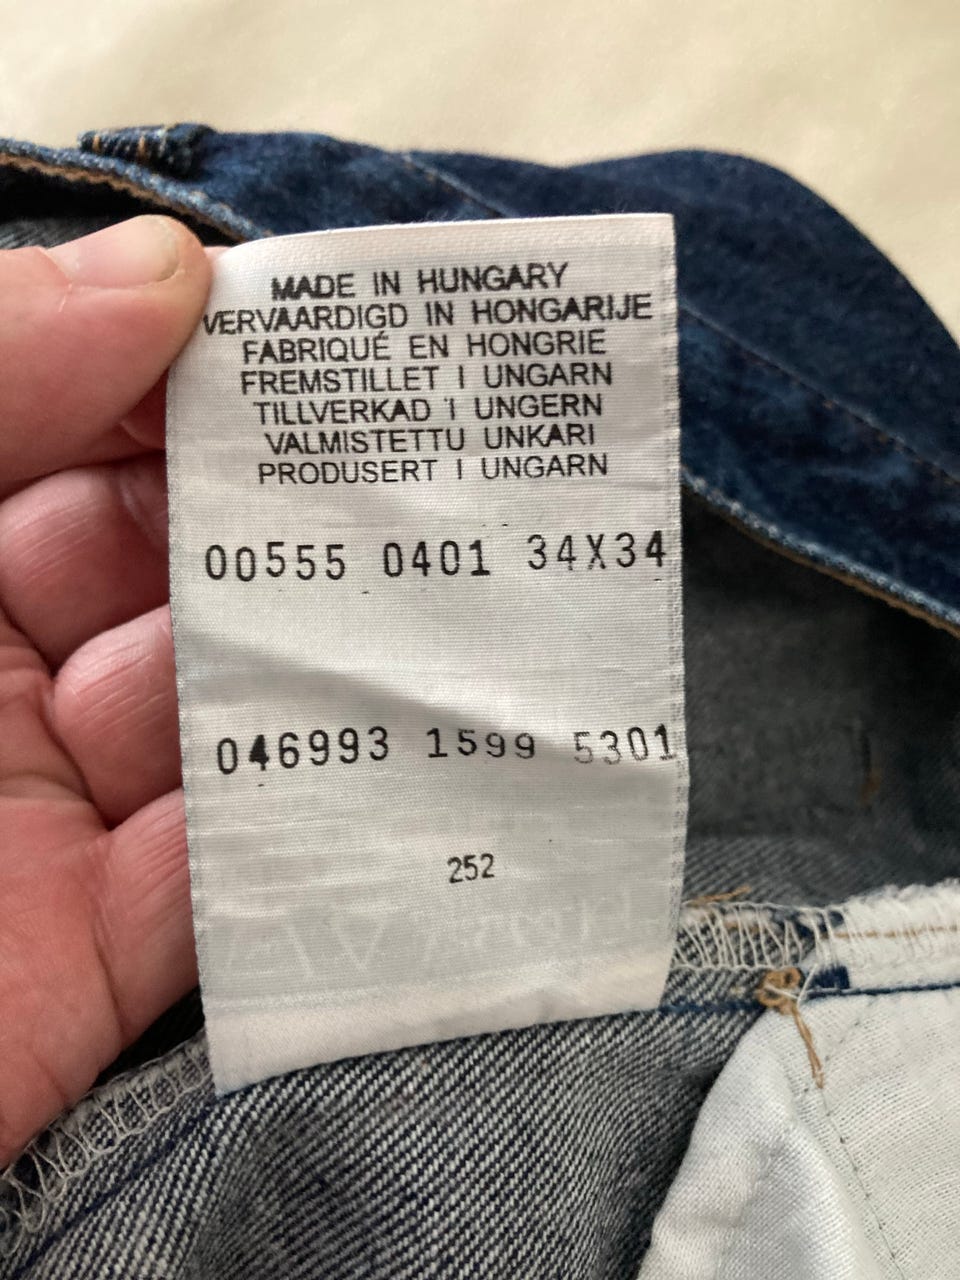 MADE IN HUNGARY
VERVAARDIGD IN HONGARIJE
FABRIQUÉ EN HONGRIE
FREMSTILLET I UNGARN
TILLVERKAD I UNGERN
VALMISTETTU UNKARI
PRODUSERT I UNGARN
00555 0401 34X34
046993 1599 5301
252